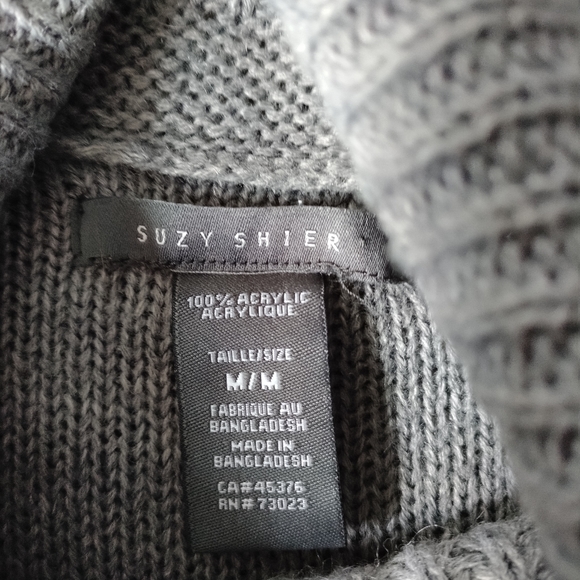 SUZY SHIER
100% ACRYLIC
ACRYLIQUE
TAILLE/SIZE
M/M
FABRIQUE AU
BANGLADESH
MADE IN
BANGLADESH
CA#45376
RN#73023